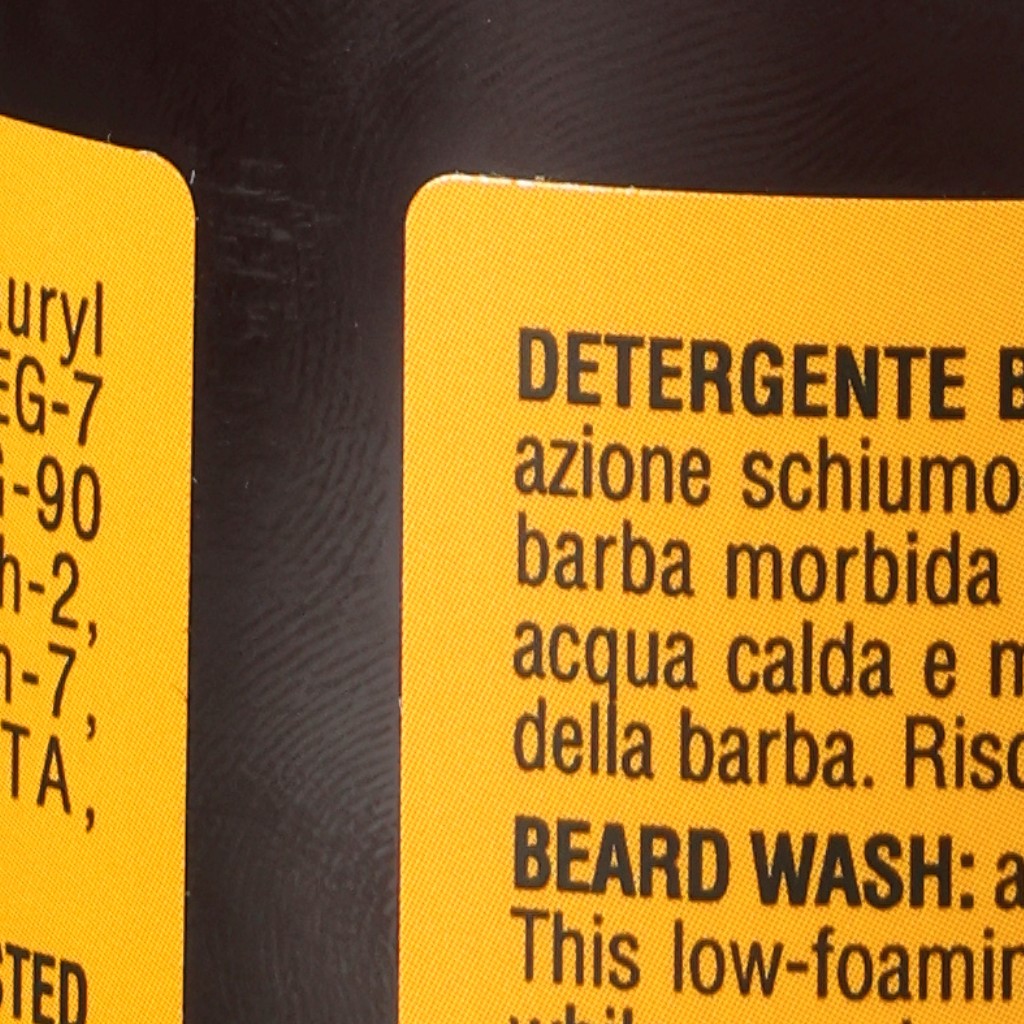 uryl
EG-7
-90
h-2,
-7,
TA,
STED
DETERGENTE B
azione schiumo
barba morbida
acqua calda e m
della barba. Risc
BEARD WASH: a
This low-foamin